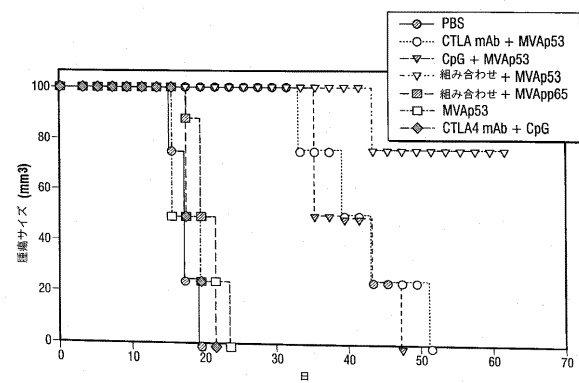 PBS
CTLA mAb + MVAp53
CpG + MVAp53
組み合わせ + MVAp53
組み合わせ + MVApp65
MVAp53
CTLA4 mAb + CpG
腫瘍サイズ (mm3)
100
80
60
40
20
0
0 10 20 30 40 50 60 70
日